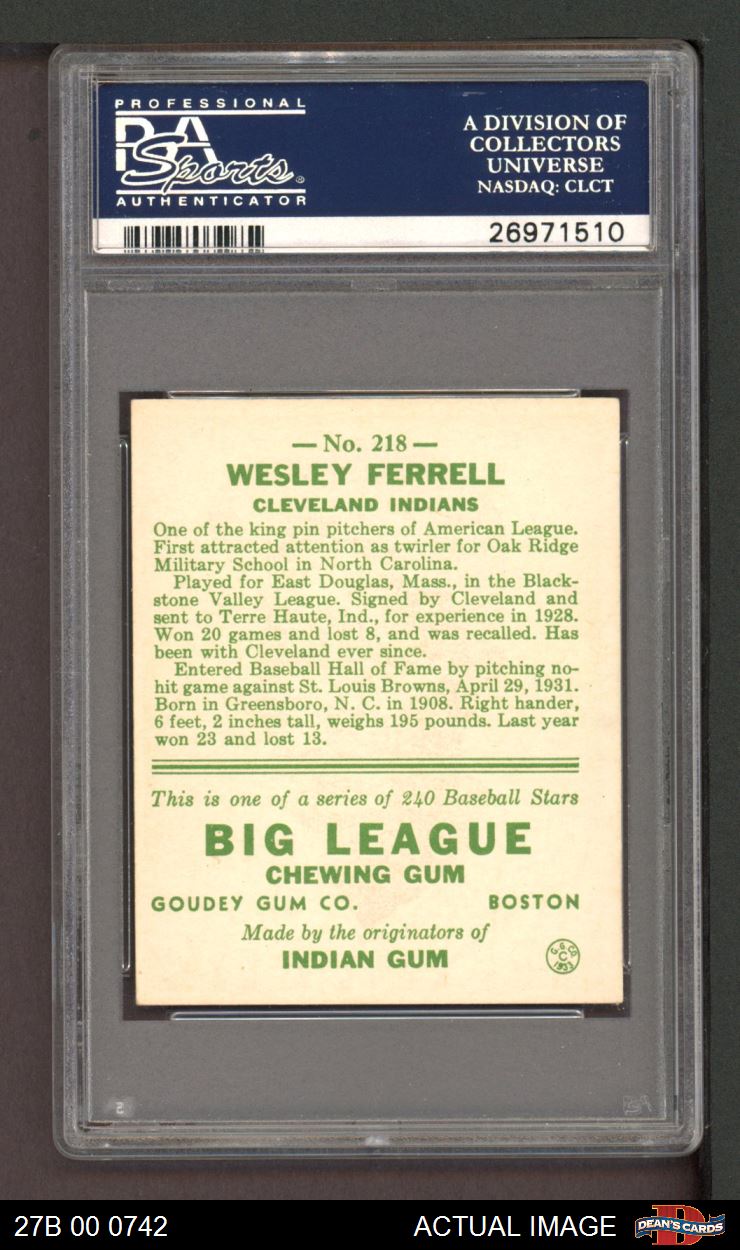 PROFESSIONAL
PSA
Sports®
AUTHENTICATOR
A DIVISION OF
COLLECTORS
UNIVERSE
NASDAQ: CLCT
26971510
— No. 218 —
WESLEY FERRELL
CLEVELAND INDIANS
One of the king pin pitchers of American League.
First attracted attention as twirler for Oak Ridge
Military School in North Carolina.
Played for East Douglas, Mass., in the Black-
stone Valley League. Signed by Cleveland and
sent to Terre Haute, Ind., for experience in 1928.
Won 20 games and lost 8, and was recalled. Has
been with Cleveland ever since.
Entered Baseball Hall of Fame by pitching no-
hit game against St. Louis Browns, April 29, 1931.
Born in Greensboro, N. C. in 1908. Right hander,
6 feet, 2 inches tall, weighs 195 pounds. Last year
won 23 and lost 13.
This is one of a series of 240 Baseball Stars
BIG LEAGUE
CHEWING GUM
GOUDEY GUM CO. BOSTON
Made by the originators of
INDIAN GUM
G. G. CO.
C
1933
27B 00 0742
ACTUAL IMAGE
DEAN'S CARDS